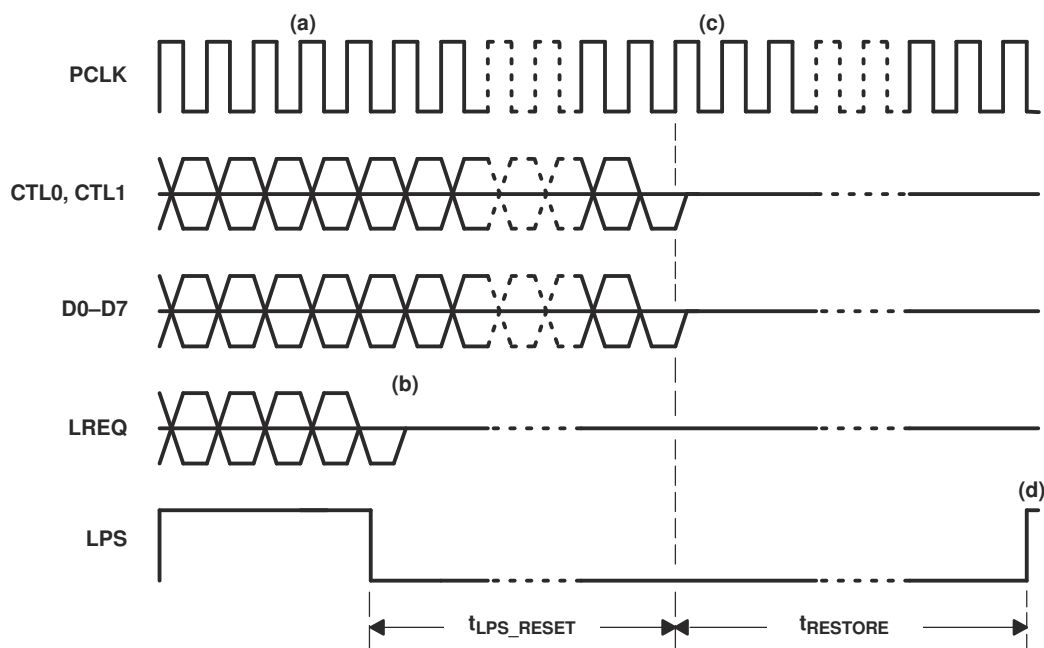 (a)
(c)
PCLK
CTL0, CTL1
D0–D7
(b)
LREQ
(d)
LPS
tLPS_RESET
tRESTORE